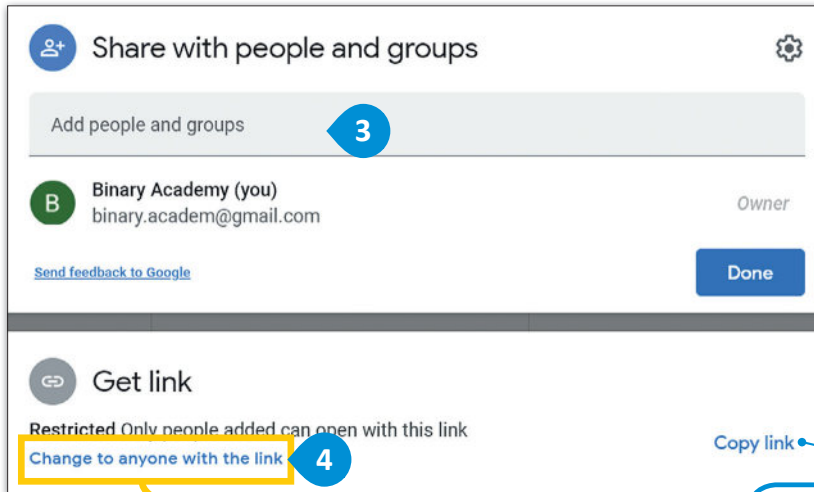 Share with people and groups
Add people and groups
3
B
Binary Academy (you)
binary.academ@gmail.com
Owner
Send feedback to Google
Done
Get link
Restricted Only people added can open with this link
Change to anyone with the link
4
Copy link